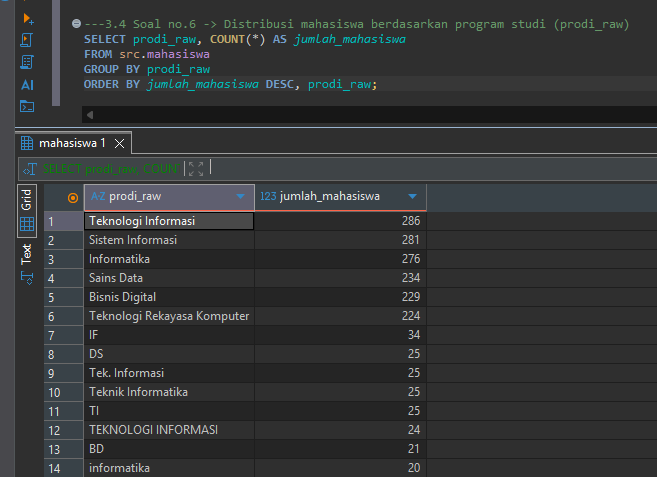 ---3.4 Soal no.6 -> Distribusi mahasiswa berdasarkan program studi (prodi_raw)
SELECT prodi_raw, COUNT(*) AS jumlah_mahasiswa
FROM src.mahasiswa
GROUP BY prodi_raw
ORDER BY jumlah_mahasiswa DESC, prodi_raw;
AI
mahasiswa 1
SELECT prodi_raw, COUN
Grid
Text
A-Z prodi_raw 123 jumlah_mahasiswa
1 Teknologi Informasi 286
2 Sistem Informasi 281
3 Informatika 276
4 Sains Data 234
5 Bisnis Digital 229
6 Teknologi Rekayasa Komputer 224
7 IF 34
8 DS 25
9 Tek. Informasi 25
10 Teknik Informatika 25
11 TI 25
12 TEKNOLOGI INFORMASI 24
13 BD 21
14 informatika 20